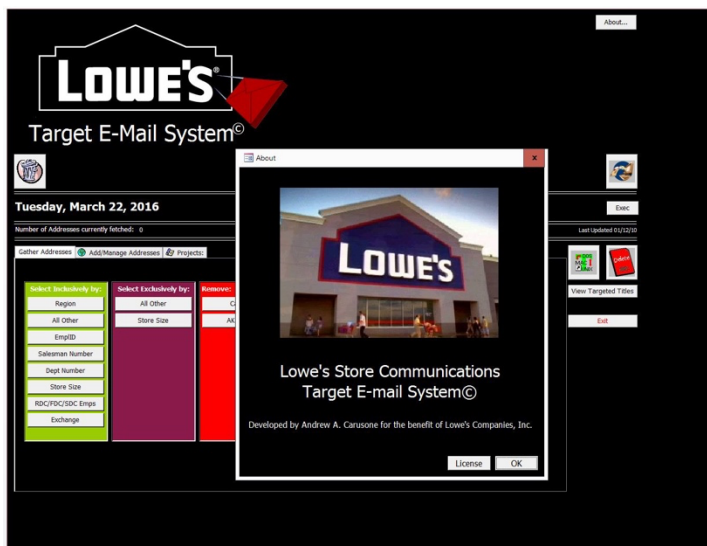 About...
LOWE'S®
Target E-Mail System©
About
x
Tuesday, March 22, 2016
Exec
Number of Addresses currently fetched: 0
Last Updated 01/12/10
Gather Addresses
Add/Manage Addresses
Projects:
LOWE'S
Delete
View Targeted Titles
Exit
Select Inclusively by:
Region
All Other
EmplID
Salesman Number
Dept Number
Store Size
RDC/FDC/SDC Emps
Exchange
Select Exclusively by:
All Other
Store Size
Remove:
Lowe's Store Communications
Target E-mail System©
Developed by Andrew A. Carusone for the benefit of Lowe's Companies, Inc.
License
OK